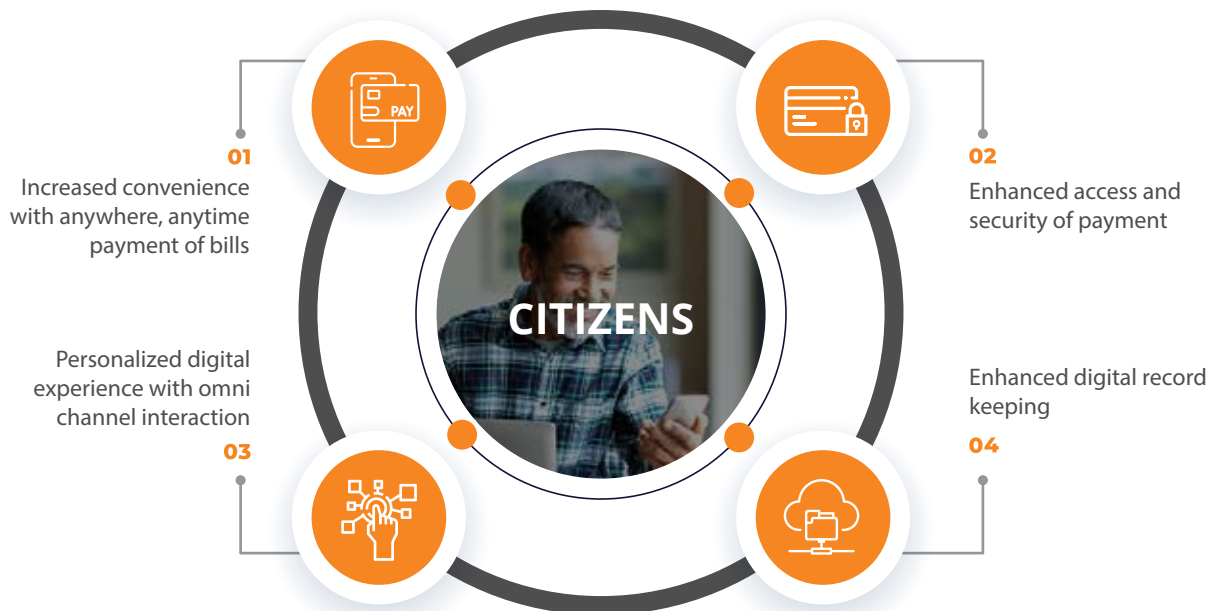 PAY
01
Increased convenience
with anywhere, anytime
payment of bills
02
Enhanced access and
security of payment
CITIZENS
Personalized digital
experience with omni
channel interaction
03
Enhanced digital record
keeping
04